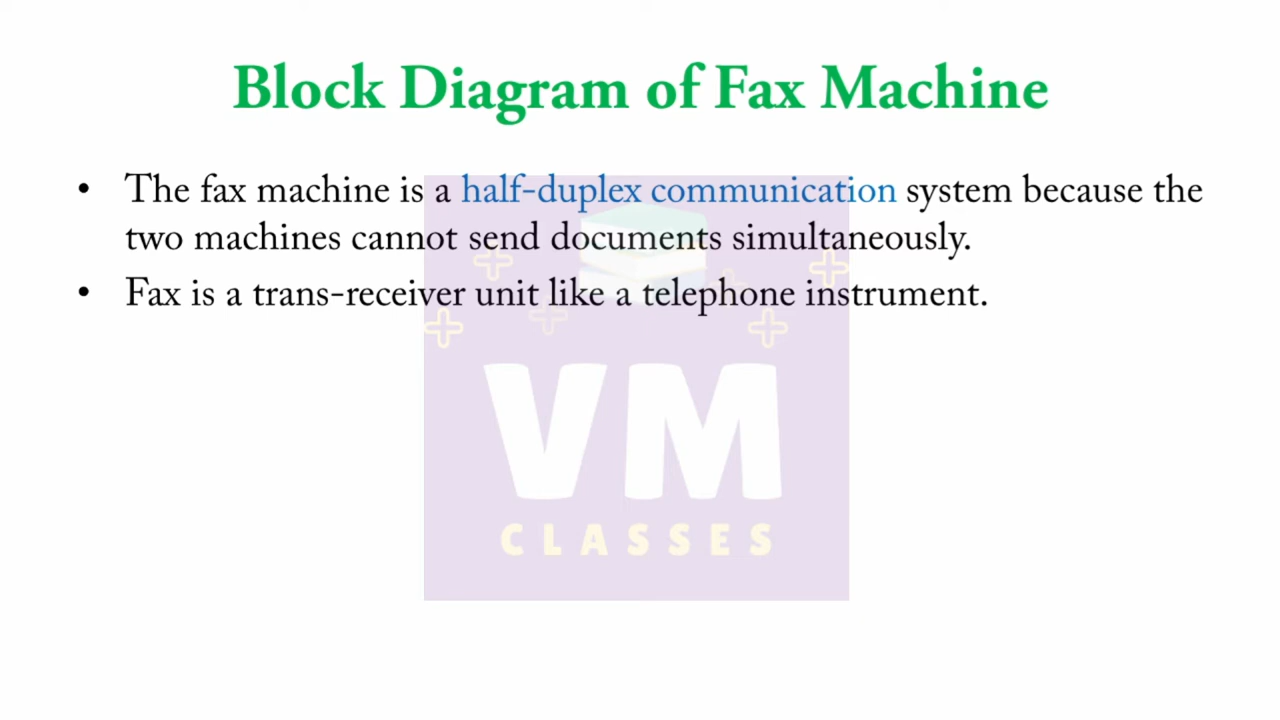 Block Diagram of Fax Machine
• The fax machine is a half-duplex communication system because the
two machines cannot send documents simultaneously.
• Fax is a trans-receiver unit like a telephone instrument.
VM
CLASSES